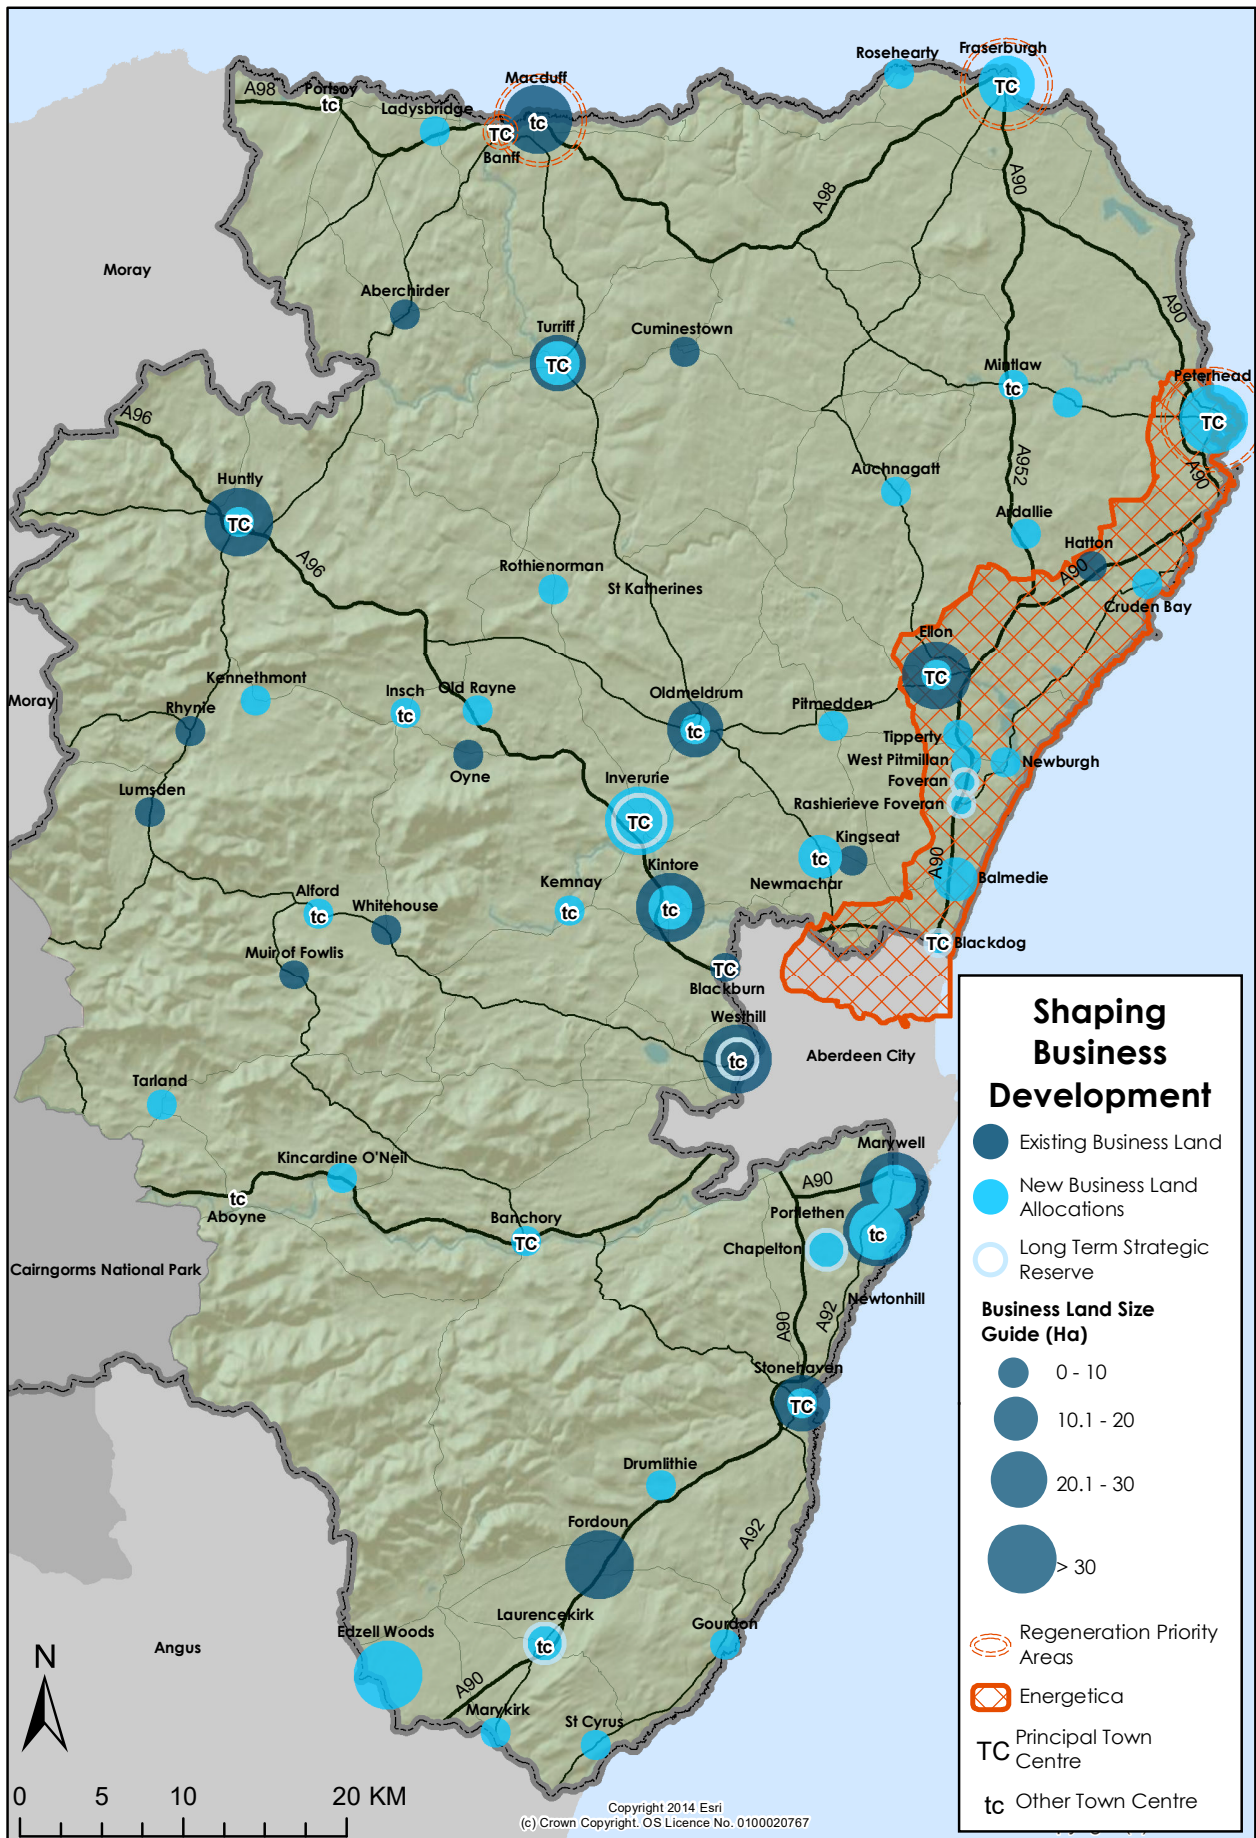 Rosehearty
Fraserburgh
TC
A98
Portsoy
tc
Ladysbridge
Macduff
tc
TC
Banff
A98
A90
A90
Moray
Aberchirder
Turriff
TC
Cuminestown
Mintlaw
tc
Peterhead
TC
A90
A96
Huntly
TC
A96
Auchnagatt
A952
Ardallie
Hatton
A90
Cruden Bay
Rothienorman
St Katherines
Ellon
TC
Kennethmont
Moray
Rhynie
Insch
tc
Old Rayne
Oyne
Oldmeldrum
tc
Pitmedden
Tipperty
West Pitmillan
Newburgh
Foveran
Rashierieve Foveran
Lumsden
Inverurie
TC
Kingseat
tc
Newmachar
A90
Balmedie
Kintore
tc
Kemnay
tc
Alford
tc
Whitehouse
Muir of Fowlis
TC
Blackdog
TC
Blackburn
Westhill
tc
Aberdeen City
Tarland
Kincardine O'Neil
tc
Aboyne
Banchory
TC
Marywell
A90
Portlethen
tc
Chapelton
Newtonhill
A90
A92
Cairngorms National Park
Stonehaven
TC
Drumlithie
Fordoun
A92
Laurencekirk
tc
Gourdon
Edzell Woods
A90
Marykirk
St Cyrus
Angus
N
0 5 10 20 KM
Copyright 2014 Esri
(c) Crown Copyright. OS Licence No. 0100020767
Shaping
Business
Development
Existing Business Land
New Business Land
Allocations
Long Term Strategic
Reserve
Business Land Size
Guide (Ha)
0 - 10
10.1 - 20
20.1 - 30
> 30
Regeneration Priority
Areas
Energetica
TC Principal Town
Centre
tc Other Town Centre